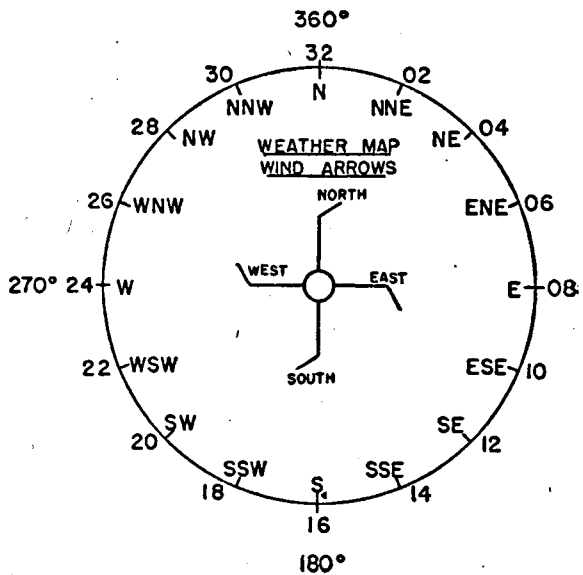 360°
32
30 02
N
NNW NNE
28 04
NW NE
WEATHER MAP
WIND ARROWS
NORTH
26 WNW ENE 06
WEST EAST
270° 24 W E 08
SOUTH
22 WSW ESE 10
SW SE
20 12
SSW SSE
S
18 14
16
180°